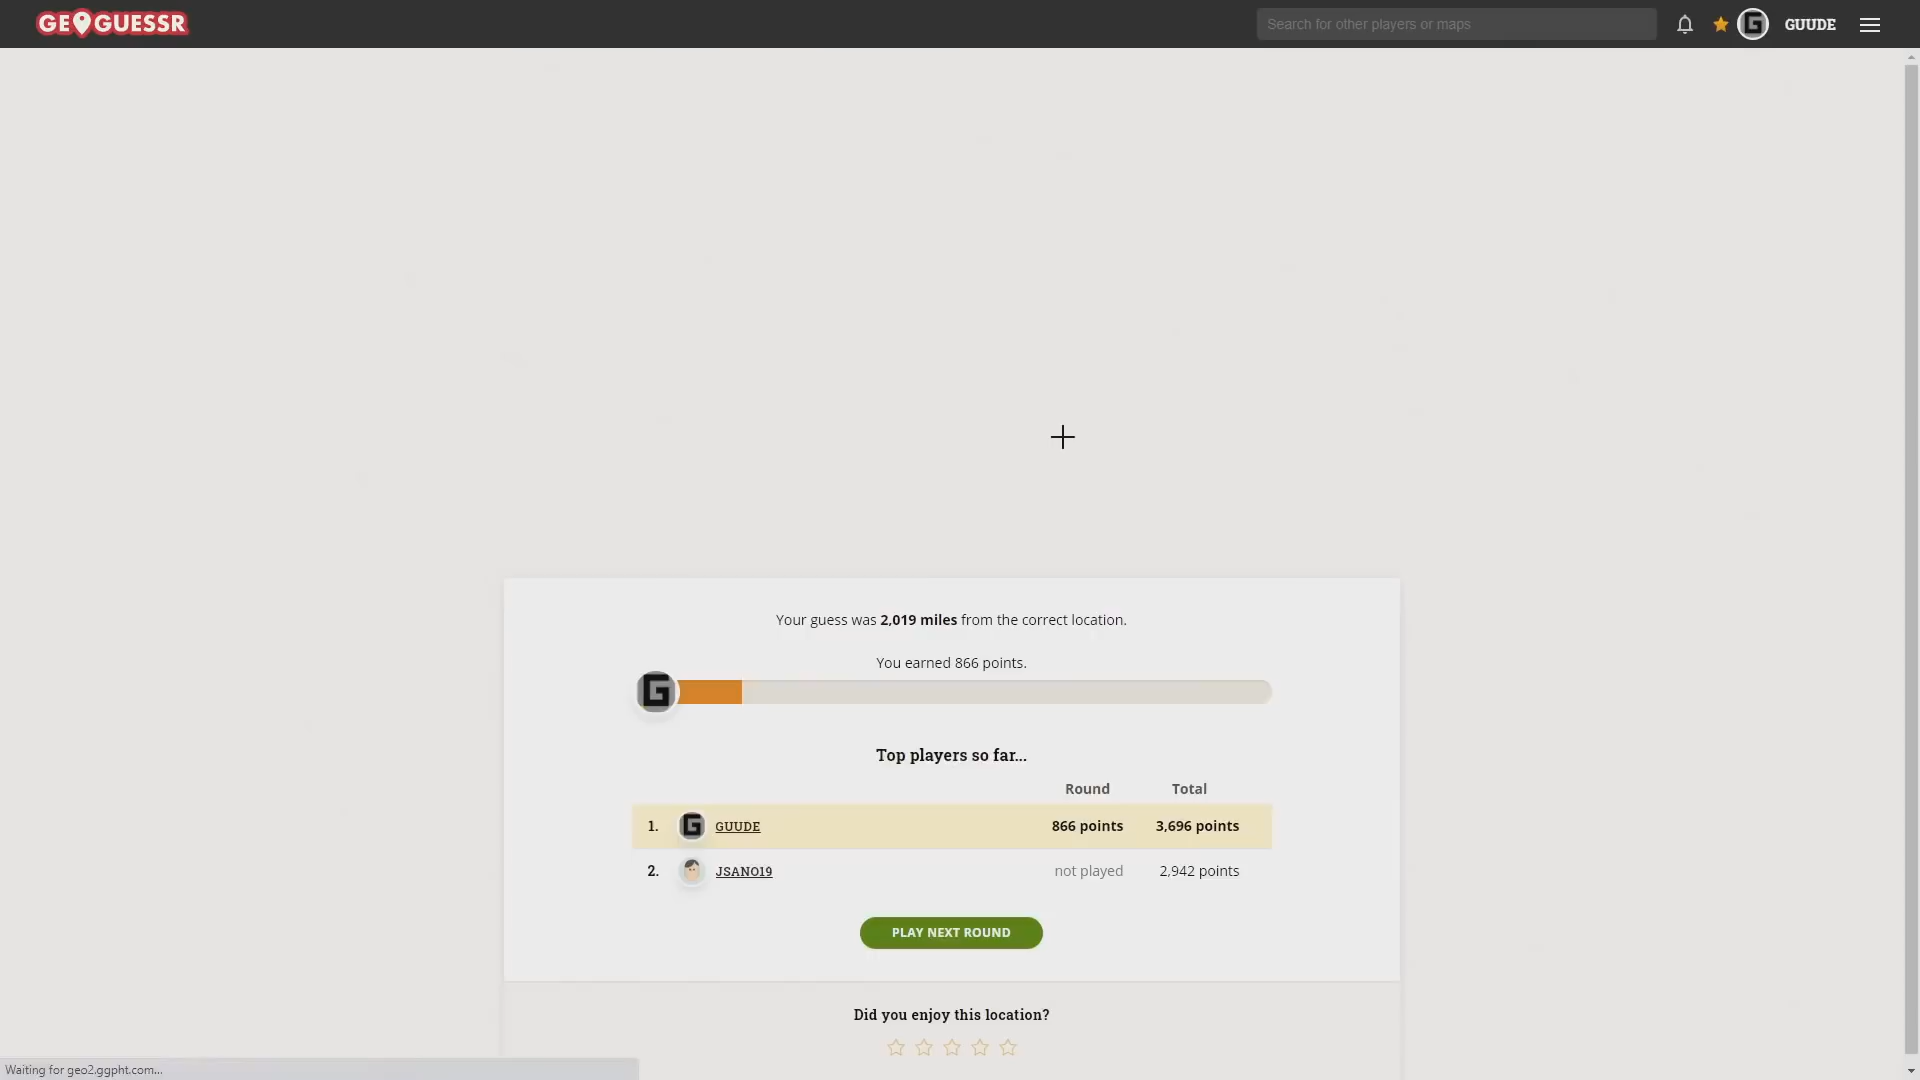 GEOGUESSR
Search for other players or maps
GUUDE
Your guess was 2,019 miles from the correct location.
You earned 866 points.
Top players so far...
Round Total
1. GUUDE 866 points 3,696 points
2. JSANO19 not played 2,942 points
PLAY NEXT ROUND
Did you enjoy this location?
Waiting for geo2.ggpht.com...